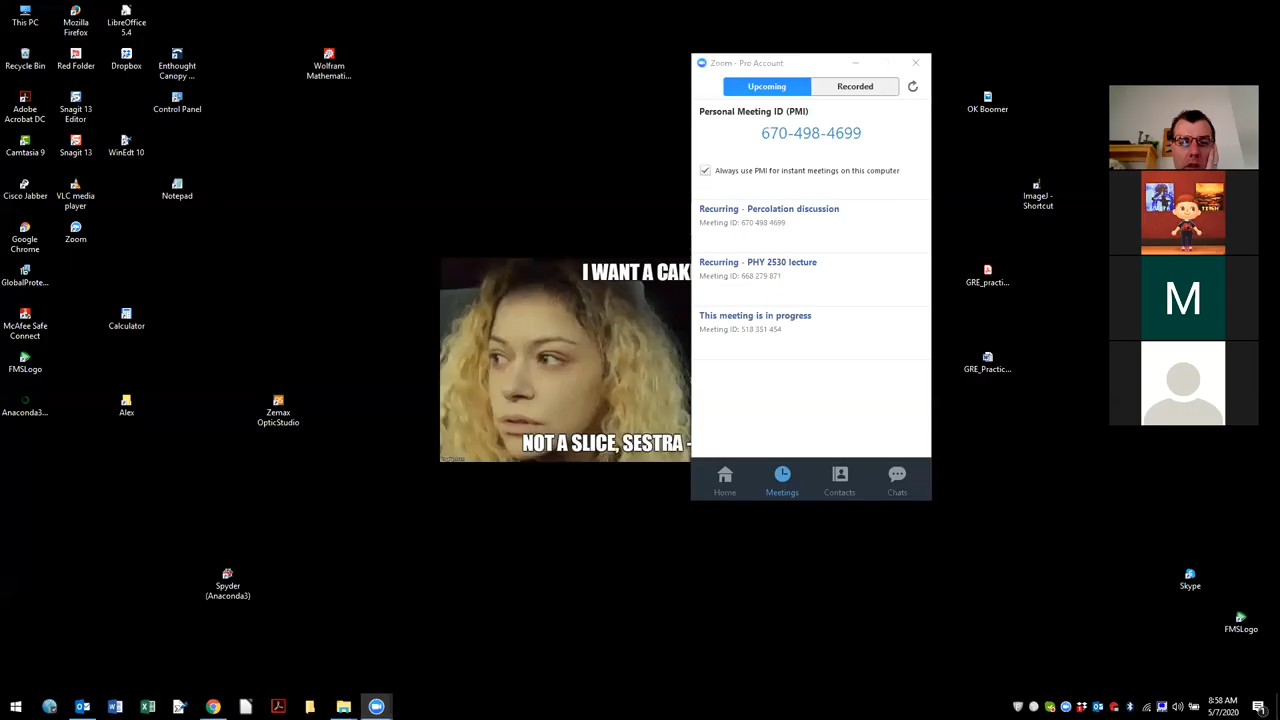 This PC
Mozilla
Firefox
LibreOffice
5.4
Recycle Bin
Red Folder
Dropbox
Enthought
Canopy ...
Wolfram
Mathemati...
Adobe
Acrobat DC
Snagit 13
Editor
Control Panel
Camtasia 9
Snagit 13
WinEdt 10
Cisco Jabber
VLC media
player
Notepad
Google
Chrome
Zoom
GlobalProte...
McAfee Safe
Connect
Calculator
FMSLogo
Anaconda3...
Alex
Zemax
OpticStudio
Spyder
(Anaconda3)
I WANT A CAK
NOT A SLICE, SESTRA -
Zoom - Pro Account
Upcoming
Recorded
Personal Meeting ID (PMI)
670-498-4699
Always use PMI for instant meetings on this computer
Recurring - Percolation discussion
Meeting ID: 670 498 4699
Recurring - PHY 2530 lecture
Meeting ID: 668 279 871
This meeting is in progress
Meeting ID: 518 351 454
Home
Meetings
Contacts
Chats
OK Boomer
ImageJ -
Shortcut
GRE_practi...
GRE_Practic...
M
Skype
FMSLogo
8:58 AM
5/7/2020